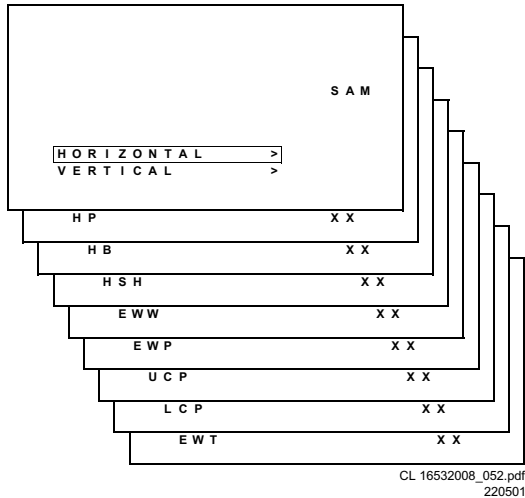 SAM
HORIZONTAL >
VERTICAL >
HP XX
HB XX
HSH XX
EWW XX
EWP XX
UCP XX
LCP XX
EWT XX
CL 16532008_052.pdf
220501